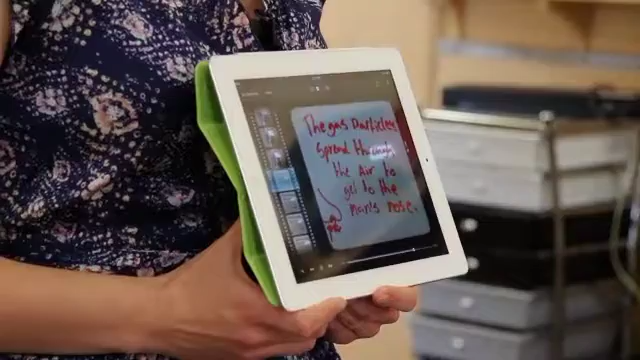 The gas Particles
spread through
the Air to
get to the
man's nose.